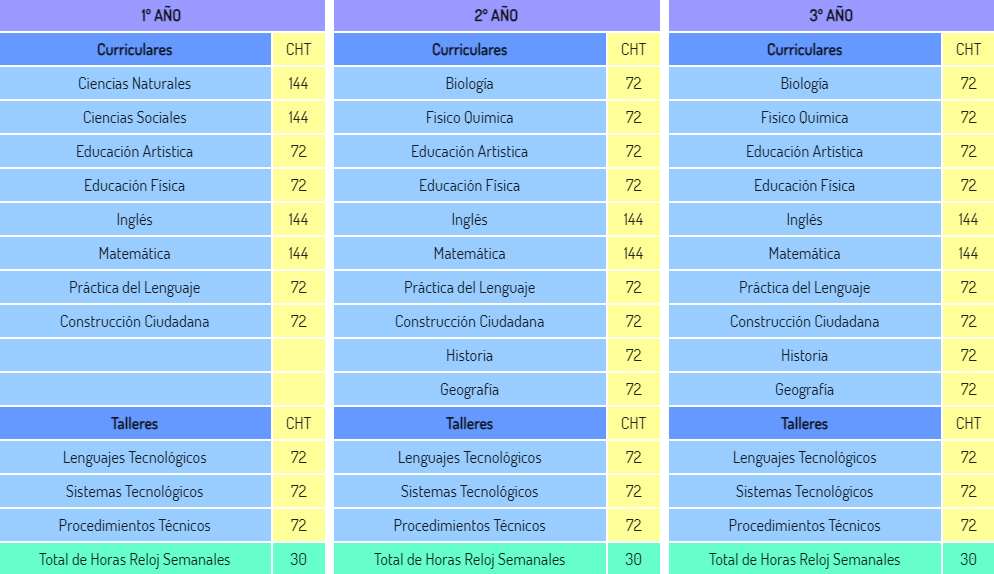 1° AÑO 2° AÑO 3° AÑO
Curriculares CHT Curriculares CHT Curriculares CHT
Ciencias Naturales 144 Biología 72 Biología 72
Ciencias Sociales 144 Fisico Quimica 72 Fisico Quimica 72
Educación Artistica 72 Educación Artistica 72 Educación Artistica 72
Educación Física 72 Educación Física 72 Educación Física 72
Inglés 144 Inglés 144 Inglés 144
Matemática 144 Matemática 144 Matemática 144
Práctica del Lenguaje 72 Práctica del Lenguaje 72 Práctica del Lenguaje 72
Construcción Ciudadana 72 Construcción Ciudadana 72 Construcción Ciudadana 72
Historia 72 Historia 72
Geografía 72 Geografía 72
Talleres CHT Talleres CHT Talleres CHT
Lenguajes Tecnológicos 72 Lenguajes Tecnológicos 72 Lenguajes Tecnológicos 72
Sistemas Tecnológicos 72 Sistemas Tecnológicos 72 Sistemas Tecnológicos 72
Procedimientos Técnicos 72 Procedimientos Técnicos 72 Procedimientos Técnicos 72
Total de Horas Reloj Semanales 30 Total de Horas Reloj Semanales 30 Total de Horas Reloj Semanales 30